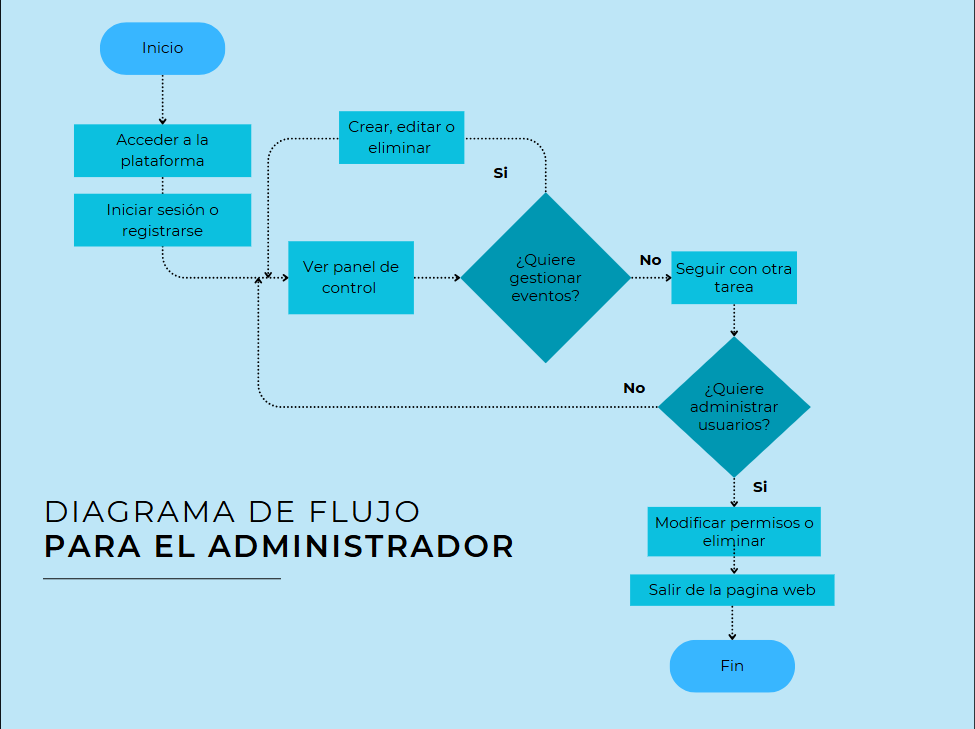 Inicio
Acceder a la
plataforma
Iniciar sesión o
registrarse
Crear, editar o
eliminar
Si
Ver panel de
control
¿Quiere
gestionar
eventos?
No
Seguir con otra
tarea
¿Quiere
administrar
usuarios?
No
Si
Modificar permisos o
eliminar
Salir de la pagina web
Fin
DIAGRAMA DE FLUJO
PARA EL ADMINISTRADOR